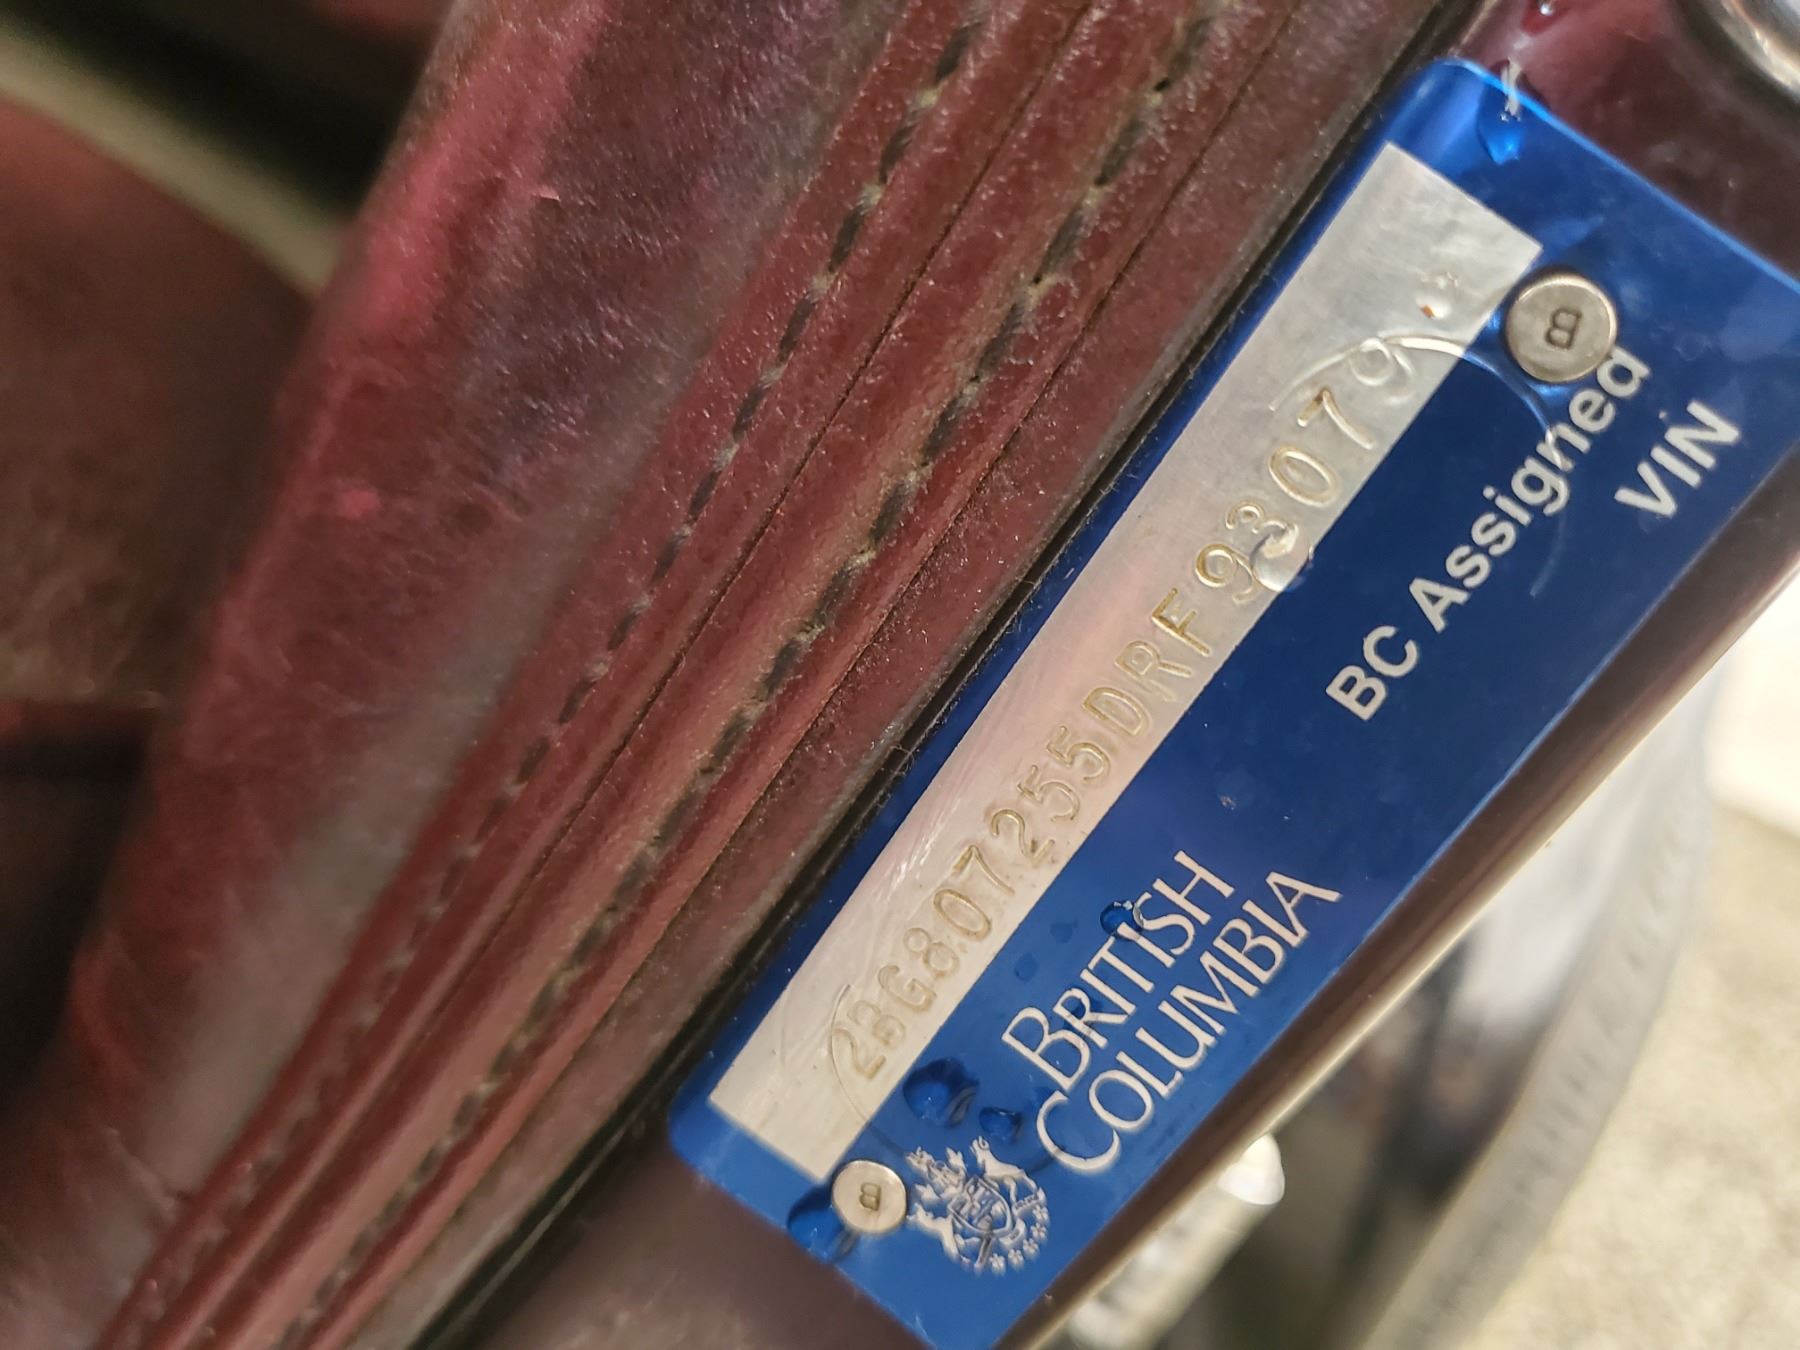 2BG807255DRF93079
BC Assigned
VIN
BRITISH
COLUMBIA
B
B